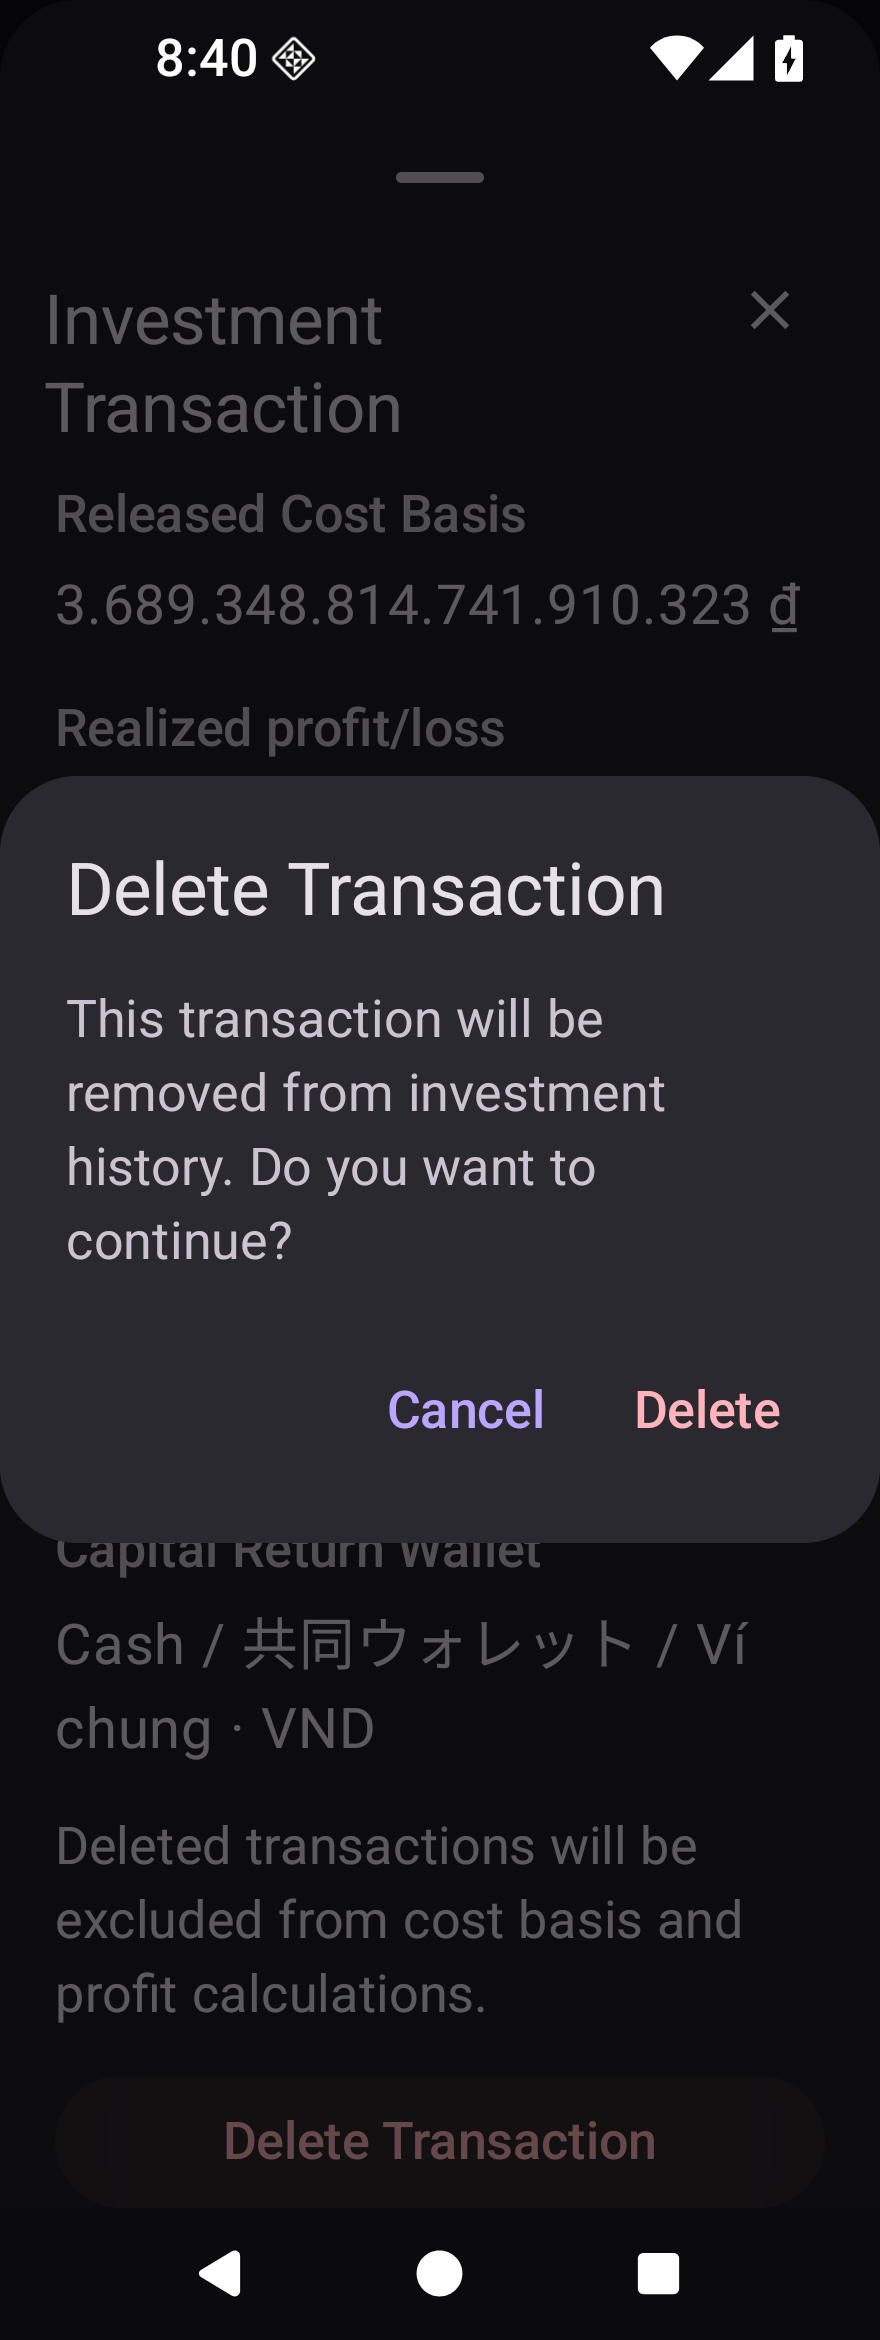 8:40
Investment
Transaction
Released Cost Basis
3.689.348.814.741.910.323 ₫
Realized profit/loss
Delete Transaction
This transaction will be
removed from investment
history. Do you want to
continue?
Cancel
Delete
Capital Return Wallet
Cash / 共同ウォレット / Ví
chung · VND
Deleted transactions will be
excluded from cost basis and
profit calculations.
Delete Transaction